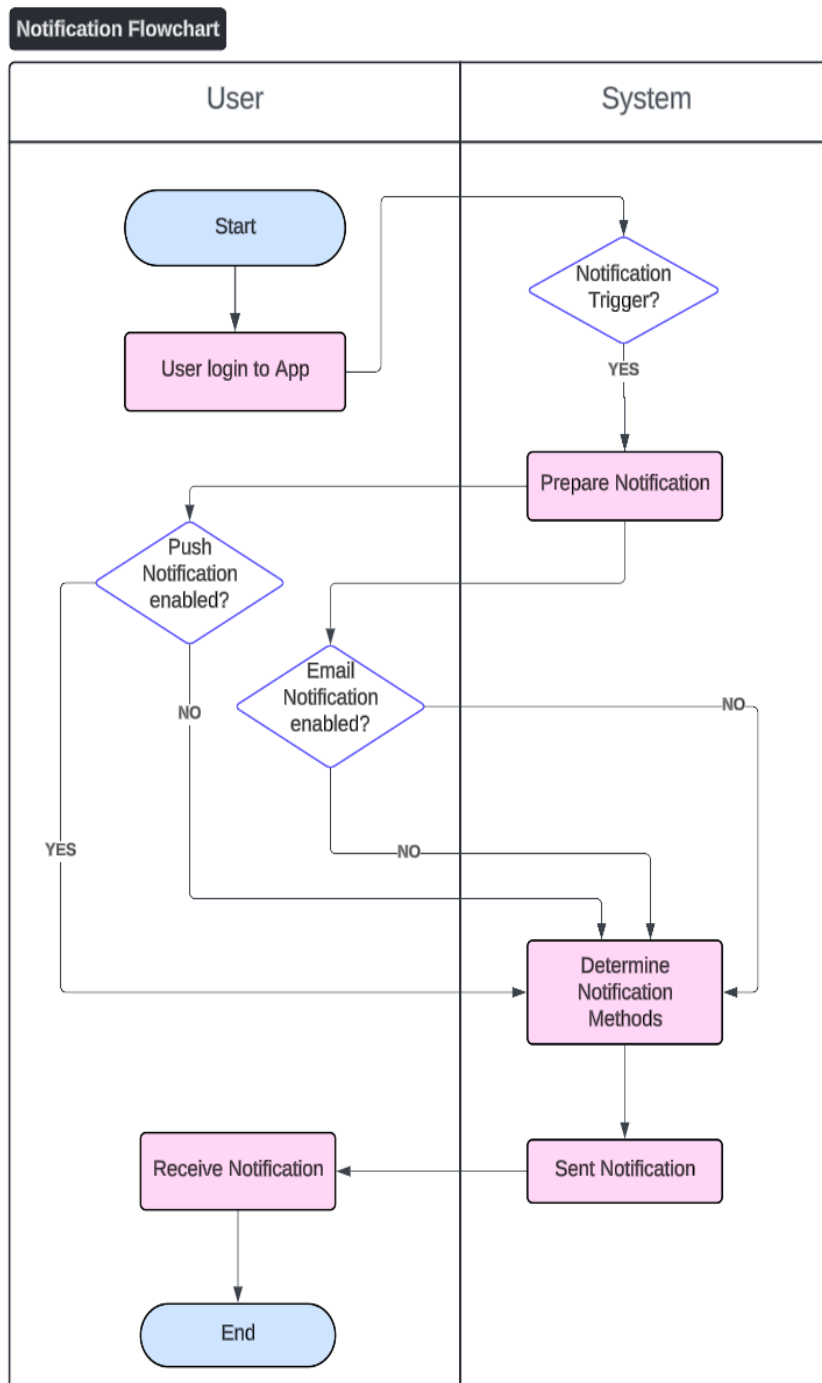 Notification Flowchart
User
System
Start
Notification
Trigger?
User login to App
YES
Prepare Notification
Push
Notification
enabled?
Email
Notification
enabled?
NO
NO
YES
NO
Determine
Notification
Methods
Receive Notification
Sent Notification
End